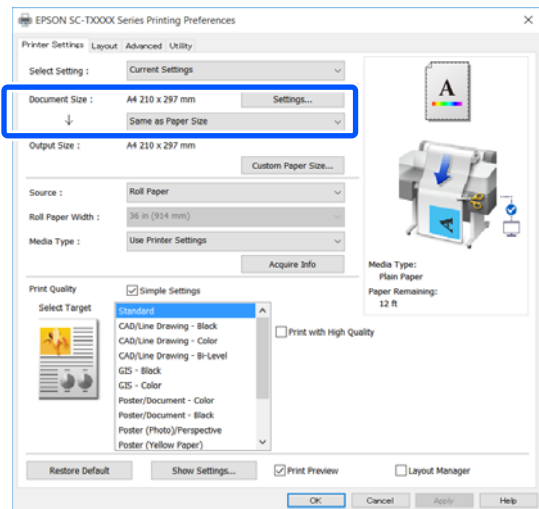 EPSON SC-TXXXX Series Printing Preferences
Printer Settings Layout Advanced Utility
Select Setting : Current Settings
Document Size : A4 210 x 297 mm Settings...
Same as Paper Size
Output Size : A4 210 x 297 mm
Custom Paper Size...
Source : Roll Paper
Roll Paper Width : 36 in (914 mm)
Media Type : Use Printer Settings
Acquire Info
A
Media Type:
Plain Paper
Paper Remaining:
12 ft
Print Quality Simple Settings
Select Target
Standard
CAD/Line Drawing - Black
CAD/Line Drawing - Color
CAD/Line Drawing - Bi-Level
GIS - Black
GIS - Color
Poster/Document - Color
Poster/Document - Black
Poster (Photo)/Perspective
Poster (Yellow Paper)
Print with High Quality
Restore Default Show Settings... Print Preview Layout Manager
OK Cancel Apply Help